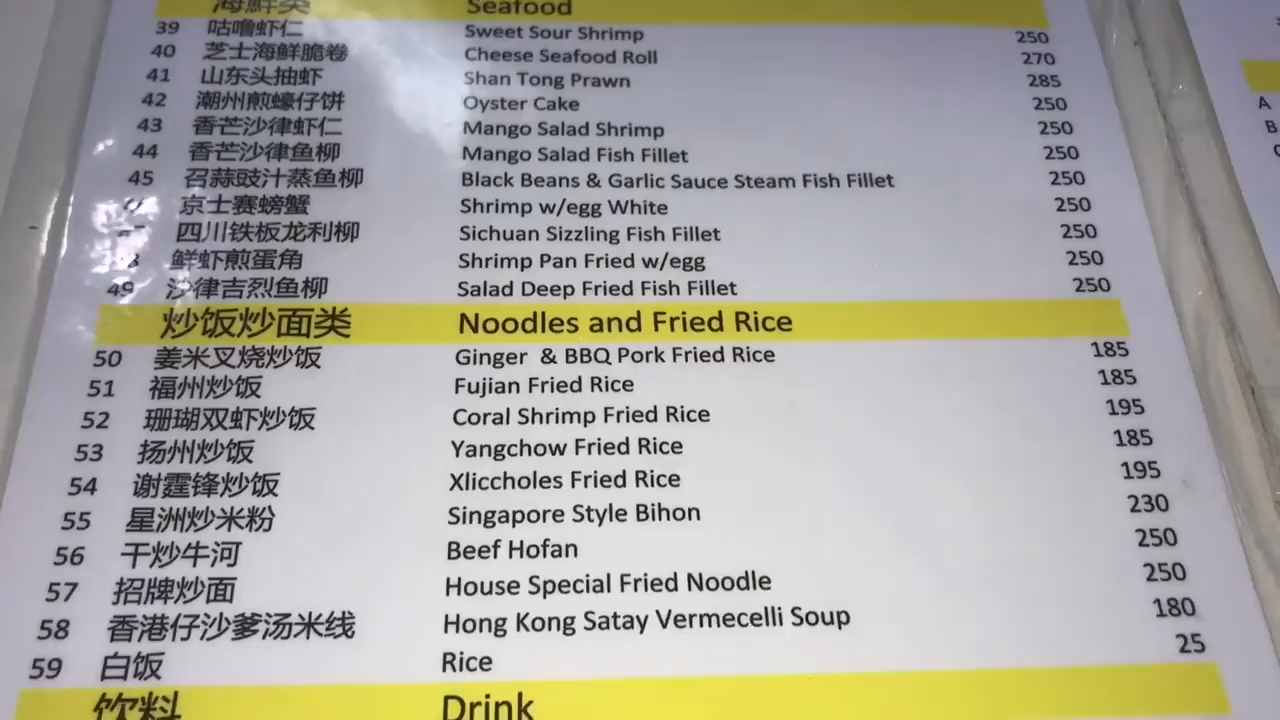 海鲜类 Seafood
39 咕噜虾仁 Sweet Sour Shrimp 250
40 芝士海鲜脆卷 Cheese Seafood Roll 270
41 山东头抽虾 Shan Tong Prawn 285
42 潮州煎蠔仔饼 Oyster Cake 250
43 香芒沙律虾仁 Mango Salad Shrimp 250
44 香芒沙律鱼柳 Mango Salad Fish Fillet 250
45 召蒜豉汁蒸鱼柳 Black Beans & Garlic Sauce Steam Fish Fillet 250
京士赛螃蟹 Shrimp w/egg White 250
四川铁板龙利柳 Sichuan Sizzling Fish Fillet 250
鲜虾煎蛋角 Shrimp Pan Fried w/egg 250
49 沙律吉烈鱼柳 Salad Deep Fried Fish Fillet 250
炒饭炒面类 Noodles and Fried Rice
50 姜米叉烧炒饭 Ginger & BBQ Pork Fried Rice 185
51 福州炒饭 Fujian Fried Rice 185
52 珊瑚双虾炒饭 Coral Shrimp Fried Rice 195
53 扬州炒饭 Yangchow Fried Rice 185
54 谢霆锋炒饭 Xliccholes Fried Rice 195
55 星洲炒米粉 Singapore Style Bihon 230
56 干炒牛河 Beef Hofan 250
57 招牌炒面 House Special Fried Noodle 250
58 香港仔沙爹汤米线 Hong Kong Satay Vermecelli Soup 180
59 白饭 Rice 25
饮料 Drink
A
B